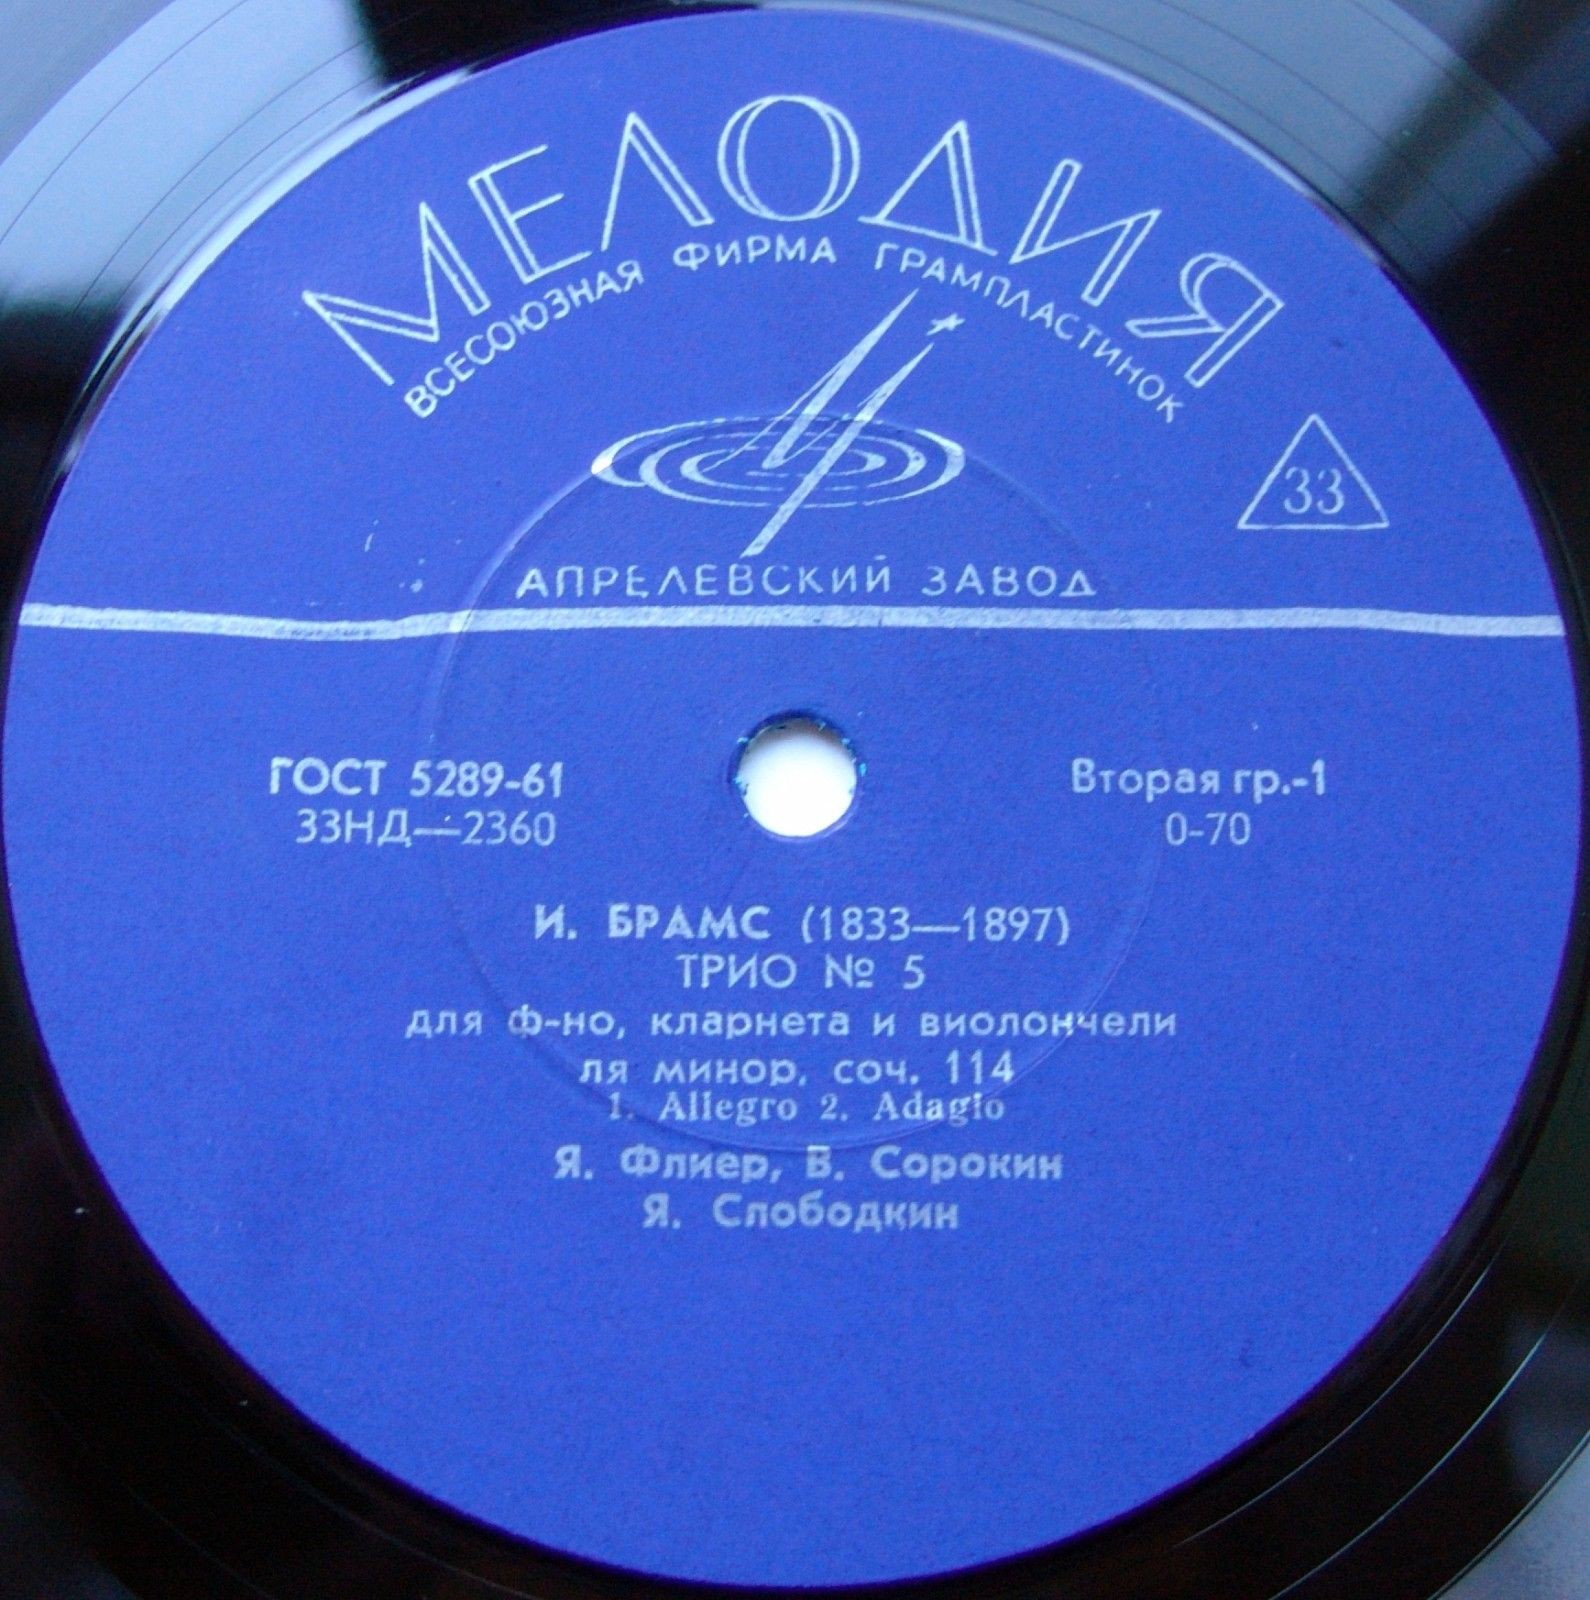 МЕЛОДИЯ
ВСЕСОЮЗНАЯ ФИРМА ГРАМПЛАСТИНОК
33
АПРЕЛЕВСКИЙ ЗАВОД
ГОСТ 5289-61
33НД—2360
Вторая гр.-1
0-70
И. БРАМС (1833—1897)
ТРИО № 5
для ф-но, кларнета и виолончели
ля минор, соч. 114
1. Allegro 2. Adagio
Я. Флиер, В. Сорокин
Я. Слободкин